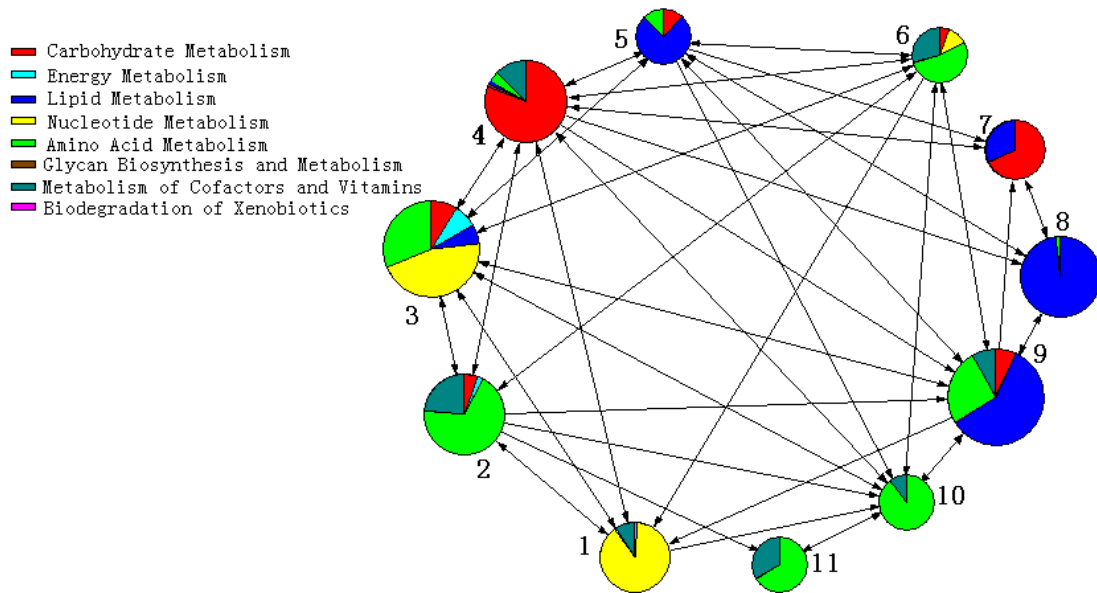 Carbohydrate Metabolism
Energy Metabolism
Lipid Metabolism
Nucleotide Metabolism
Amino Acid Metabolism
Glycan Biosynthesis and Metabolism
Metabolism of Cofactors and Vitamins
Biodegradation of Xenobiotics
5
6
4
7
8
3
9
2
10
1
11